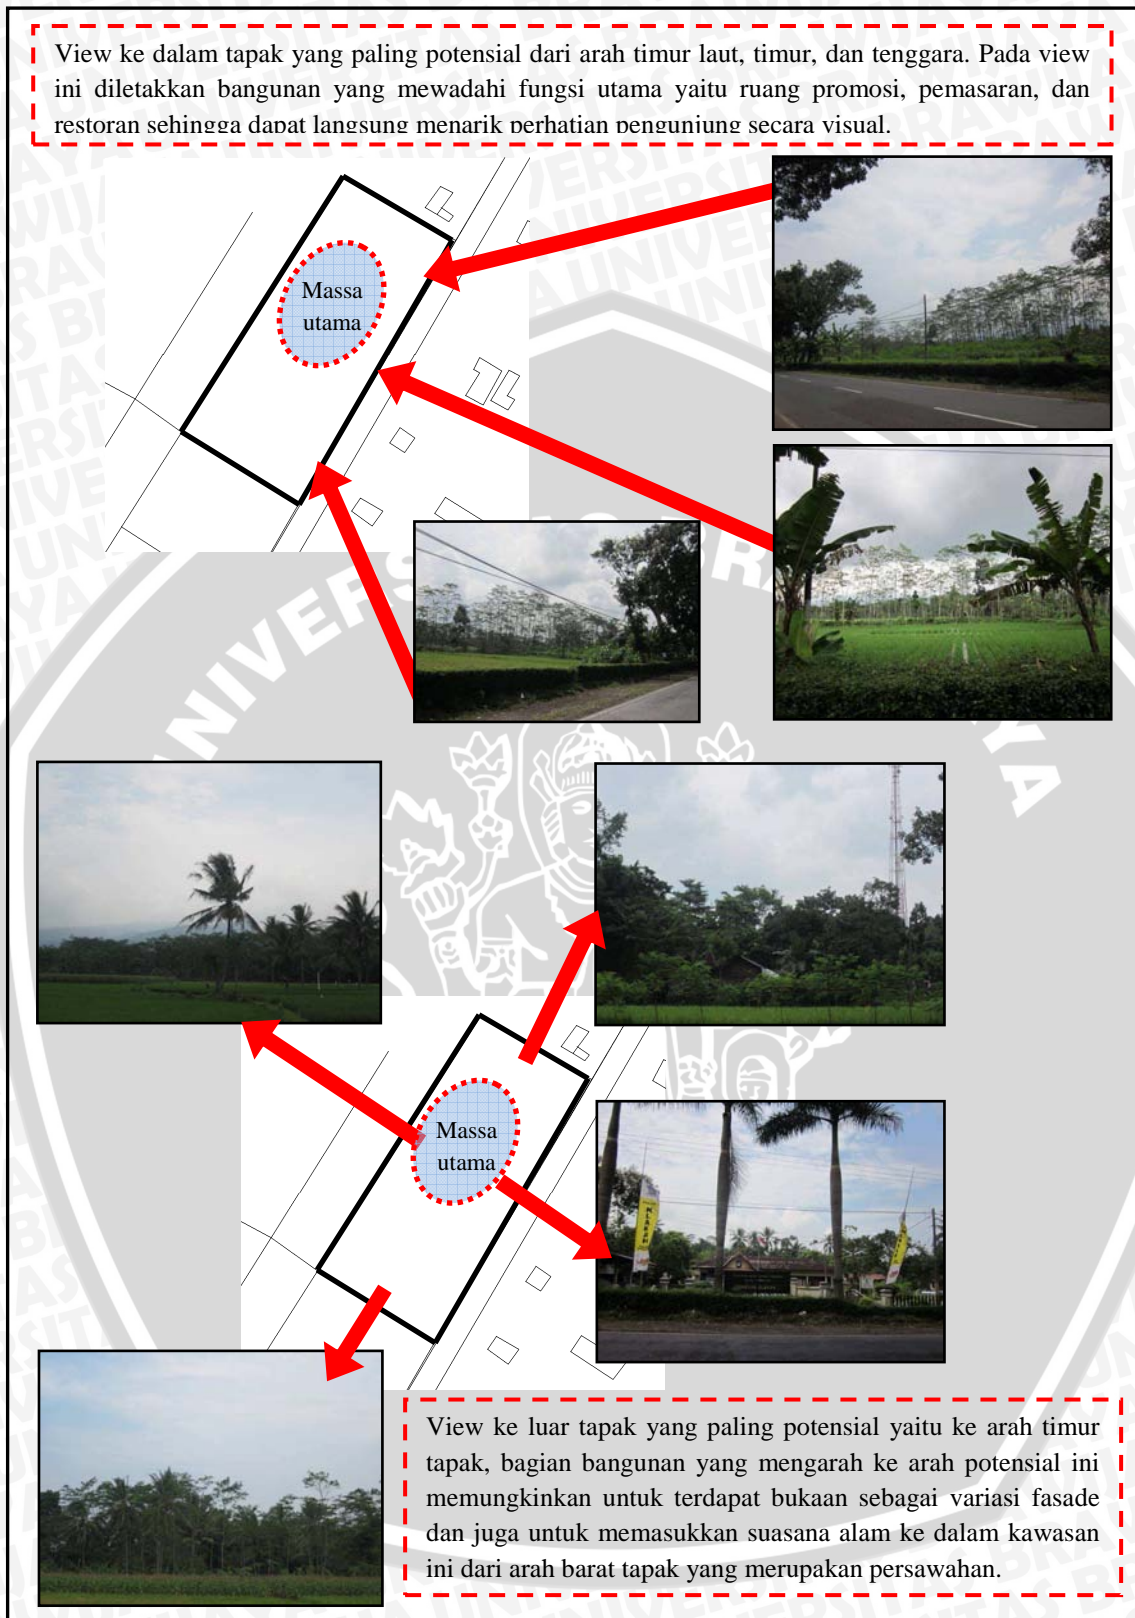 View ke dalam tapak yang paling potensial dari arah timur laut, timur, dan tenggara. Pada view
ini diletakkan bangunan yang mewadahi fungsi utama yaitu ruang promosi, pemasaran, dan
restoran sehingga dapat langsung menarik perhatian pengunjung secara visual.
Massa
utama
Massa
utama
KLAKAH
View ke luar tapak yang paling potensial yaitu ke arah timur
tapak, bagian bangunan yang mengarah ke arah potensial ini
memungkinkan untuk terdapat bukaan sebagai variasi fasade
dan juga untuk memasukkan suasana alam ke dalam kawasan
ini dari arah barat tapak yang merupakan persawahan.
UNIVERSITAS BRAWIJAYA